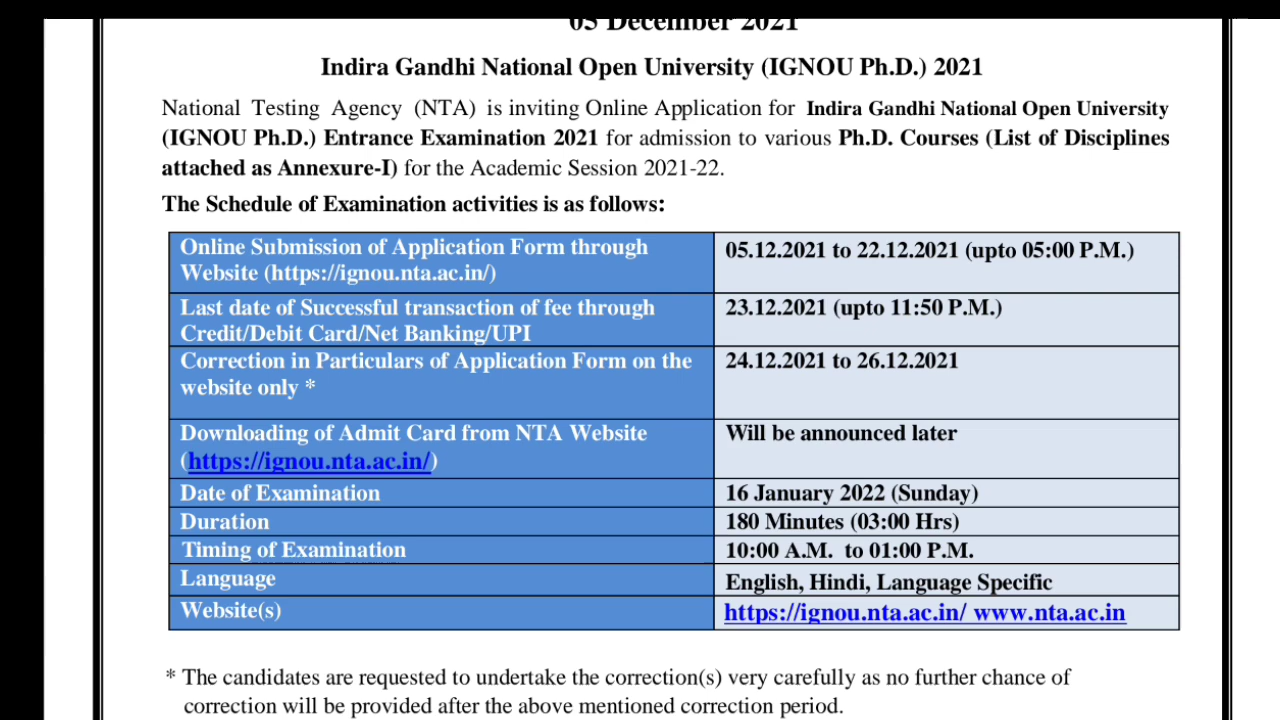 05 December 2021
Indira Gandhi National Open University (IGNOU Ph.D.) 2021
National Testing Agency (NTA) is inviting Online Application for Indira Gandhi National Open University
(IGNOU Ph.D.) Entrance Examination 2021 for admission to various Ph.D. Courses (List of Disciplines
attached as Annexure-I) for the Academic Session 2021-22.
The Schedule of Examination activities is as follows:
Online Submission of Application Form through
Website (https://ignou.nta.ac.in/)
05.12.2021 to 22.12.2021 (upto 05:00 P.M.)
Last date of Successful transaction of fee through
Credit/Debit Card/Net Banking/UPI
23.12.2021 (upto 11:50 P.M.)
Correction in Particulars of Application Form on the
website only *
24.12.2021 to 26.12.2021
Downloading of Admit Card from NTA Website
(https://ignou.nta.ac.in/)
Will be announced later
Date of Examination
16 January 2022 (Sunday)
Duration
180 Minutes (03:00 Hrs)
Timing of Examination
10:00 A.M. to 01:00 P.M.
Language
English, Hindi, Language Specific
Website(s)
https://ignou.nta.ac.in/ www.nta.ac.in
* The candidates are requested to undertake the correction(s) very carefully as no further chance of
correction will be provided after the above mentioned correction period.